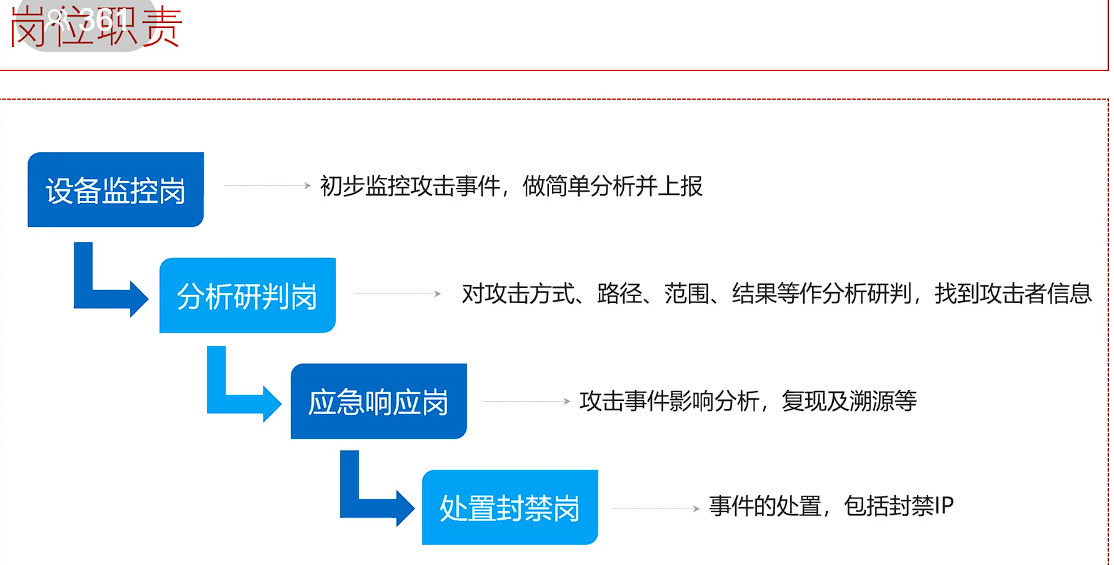 岗位职责
361
设备监控岗
初步监控攻击事件，做简单分析并上报
分析研判岗
对攻击方式、路径、范围、结果等作分析研判，找到攻击者信息
应急响应岗
攻击事件影响分析，复现及溯源等
处置封禁岗
事件的处置，包括封禁IP